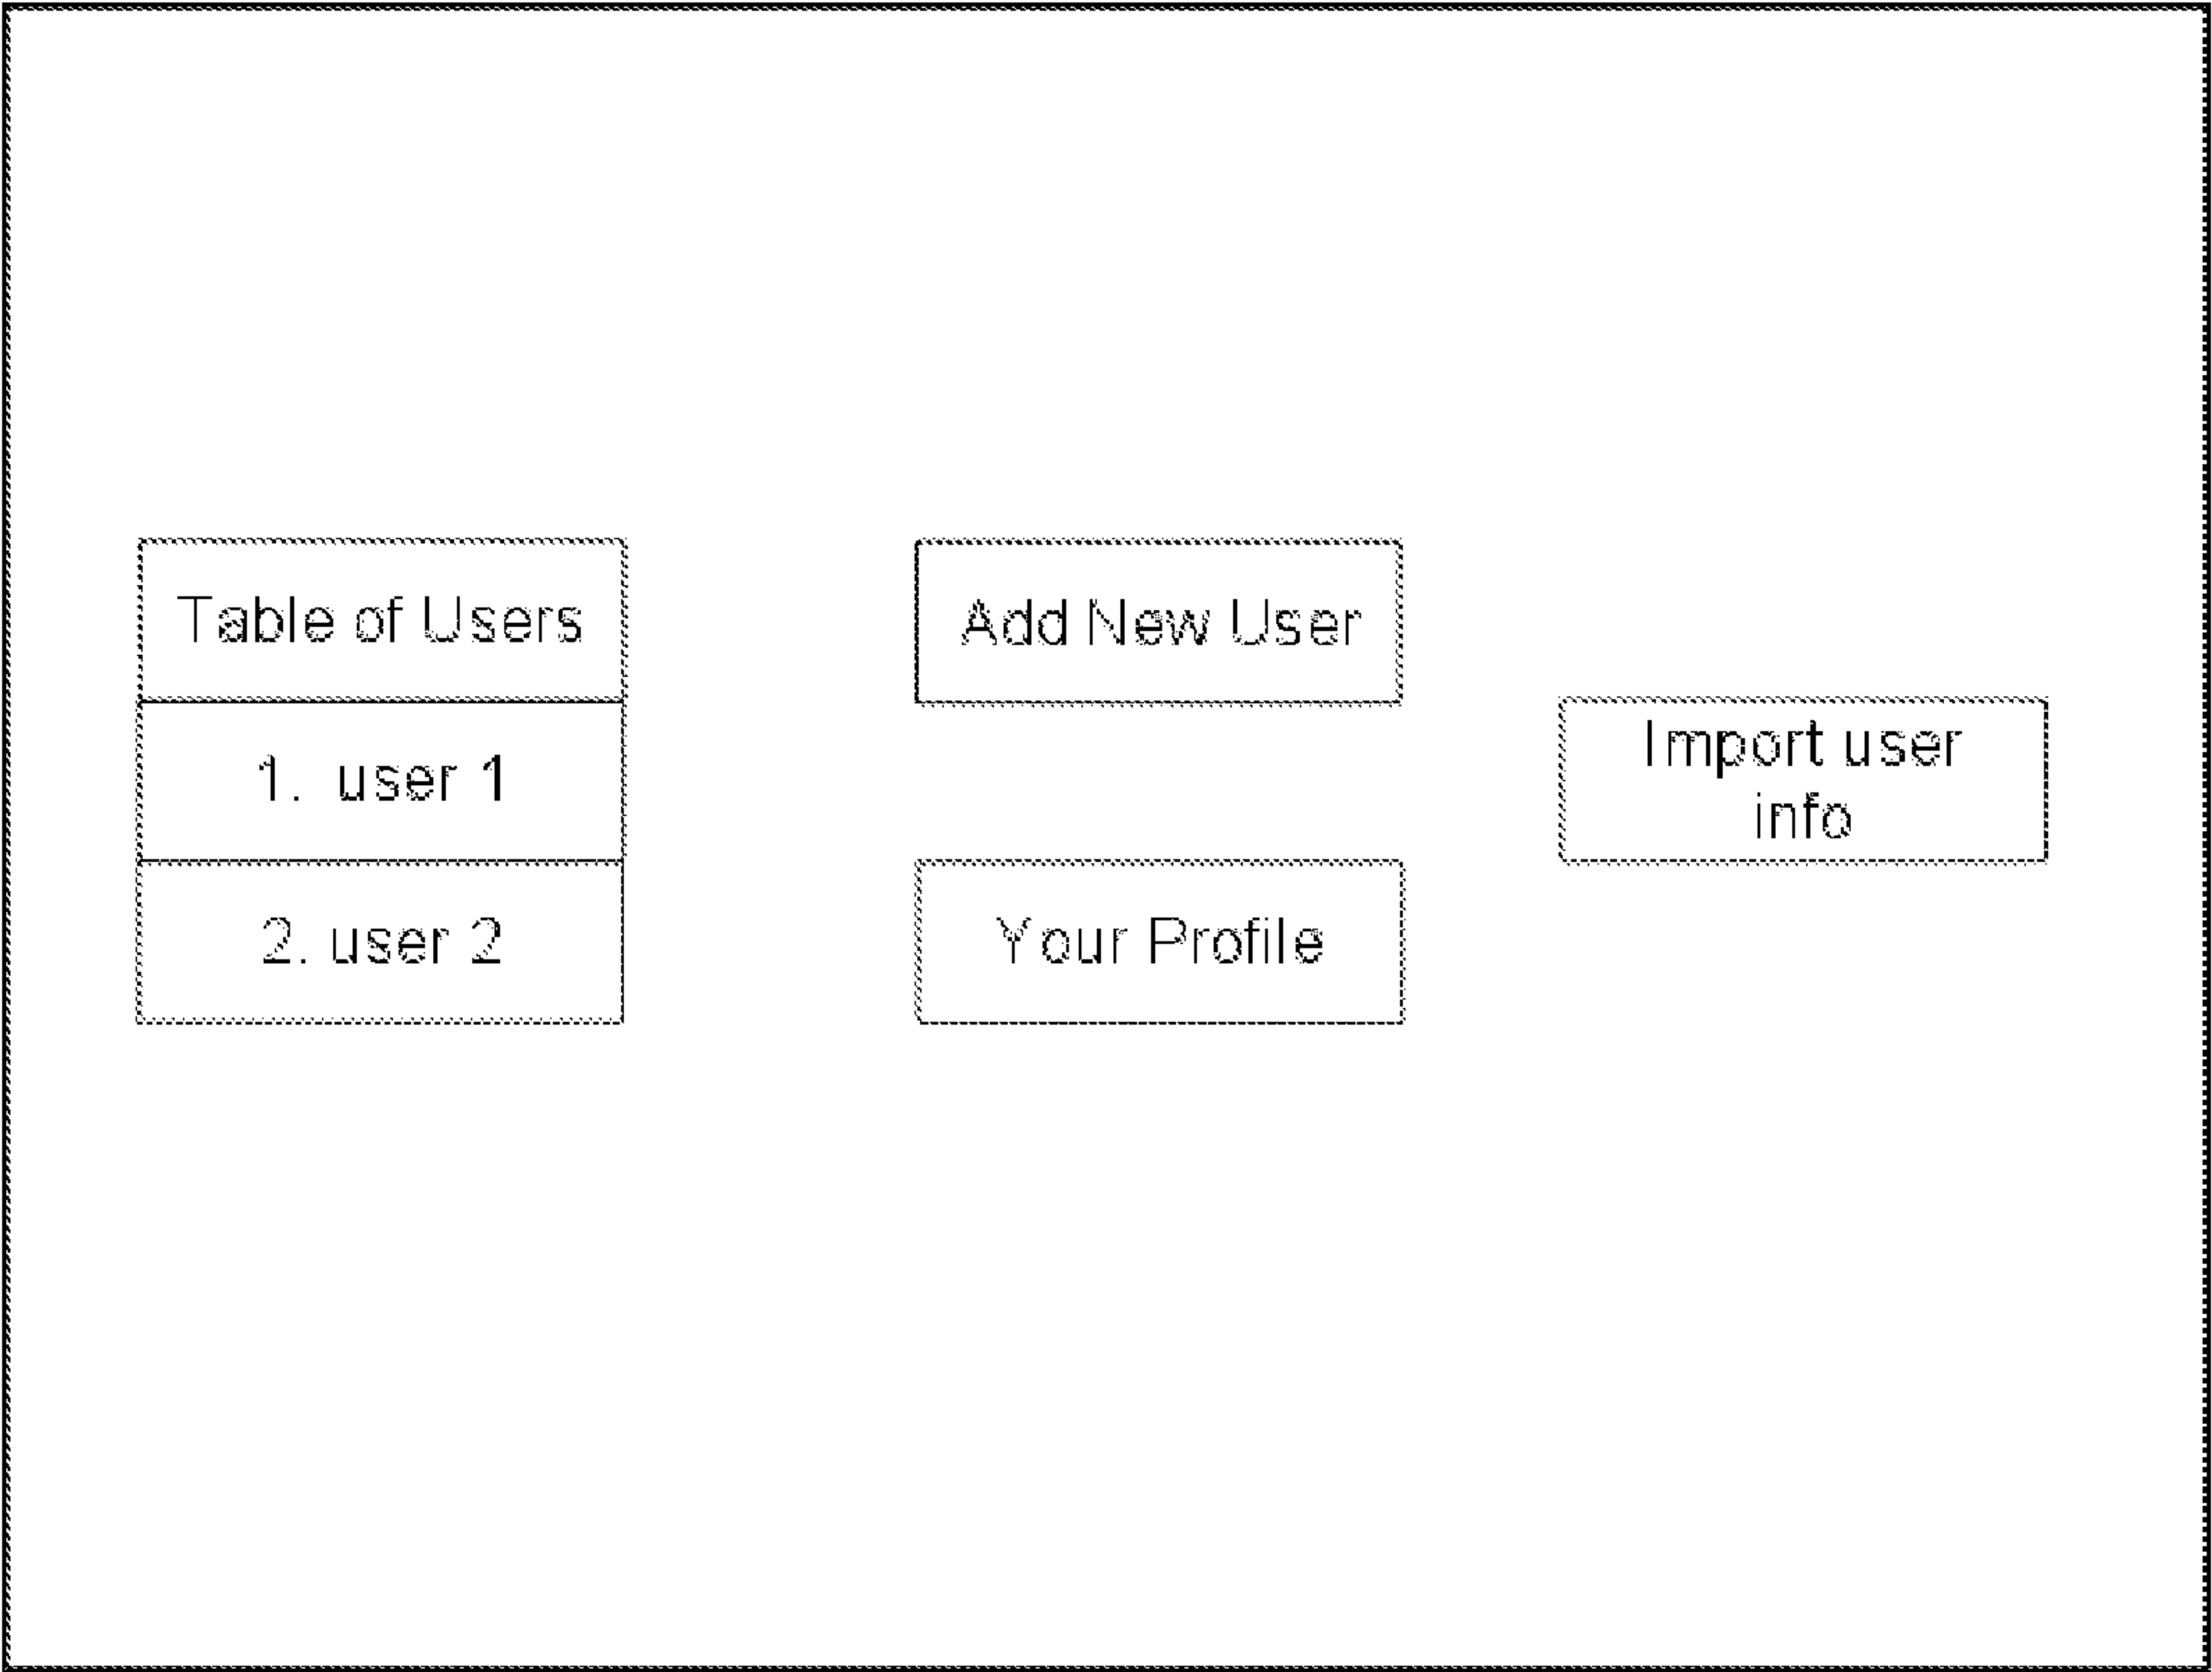 Table of Users
1. user 1
2. user 2
Add New User
Your Profile
Import user
info